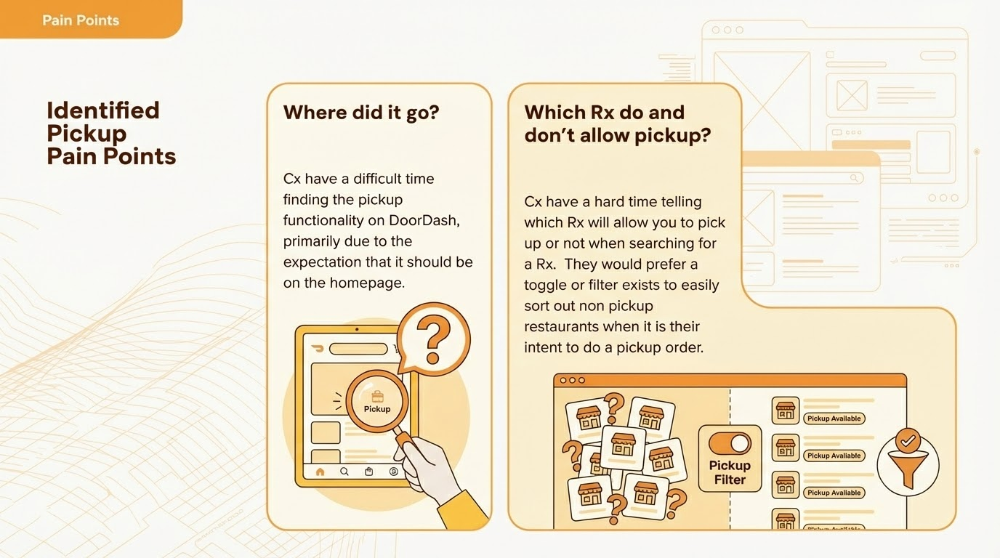 Pain Points
Identified
Pickup
Pain Points
Where did it go?
Cx have a difficult time
finding the pickup
functionality on DoorDash,
primarily due to the
expectation that it should be
on the homepage.
?
Pickup
Which Rx do and
don't allow pickup?
Cx have a hard time telling
which Rx will allow you to pick
up or not when searching for
a Rx.  They would prefer a
toggle or filter exists to easily
sort out non pickup
restaurants when it is their
intent to do a pickup order.
?
?
?
?
Pickup
Filter
Pickup Available
Pickup Avaliable
Pickup Available